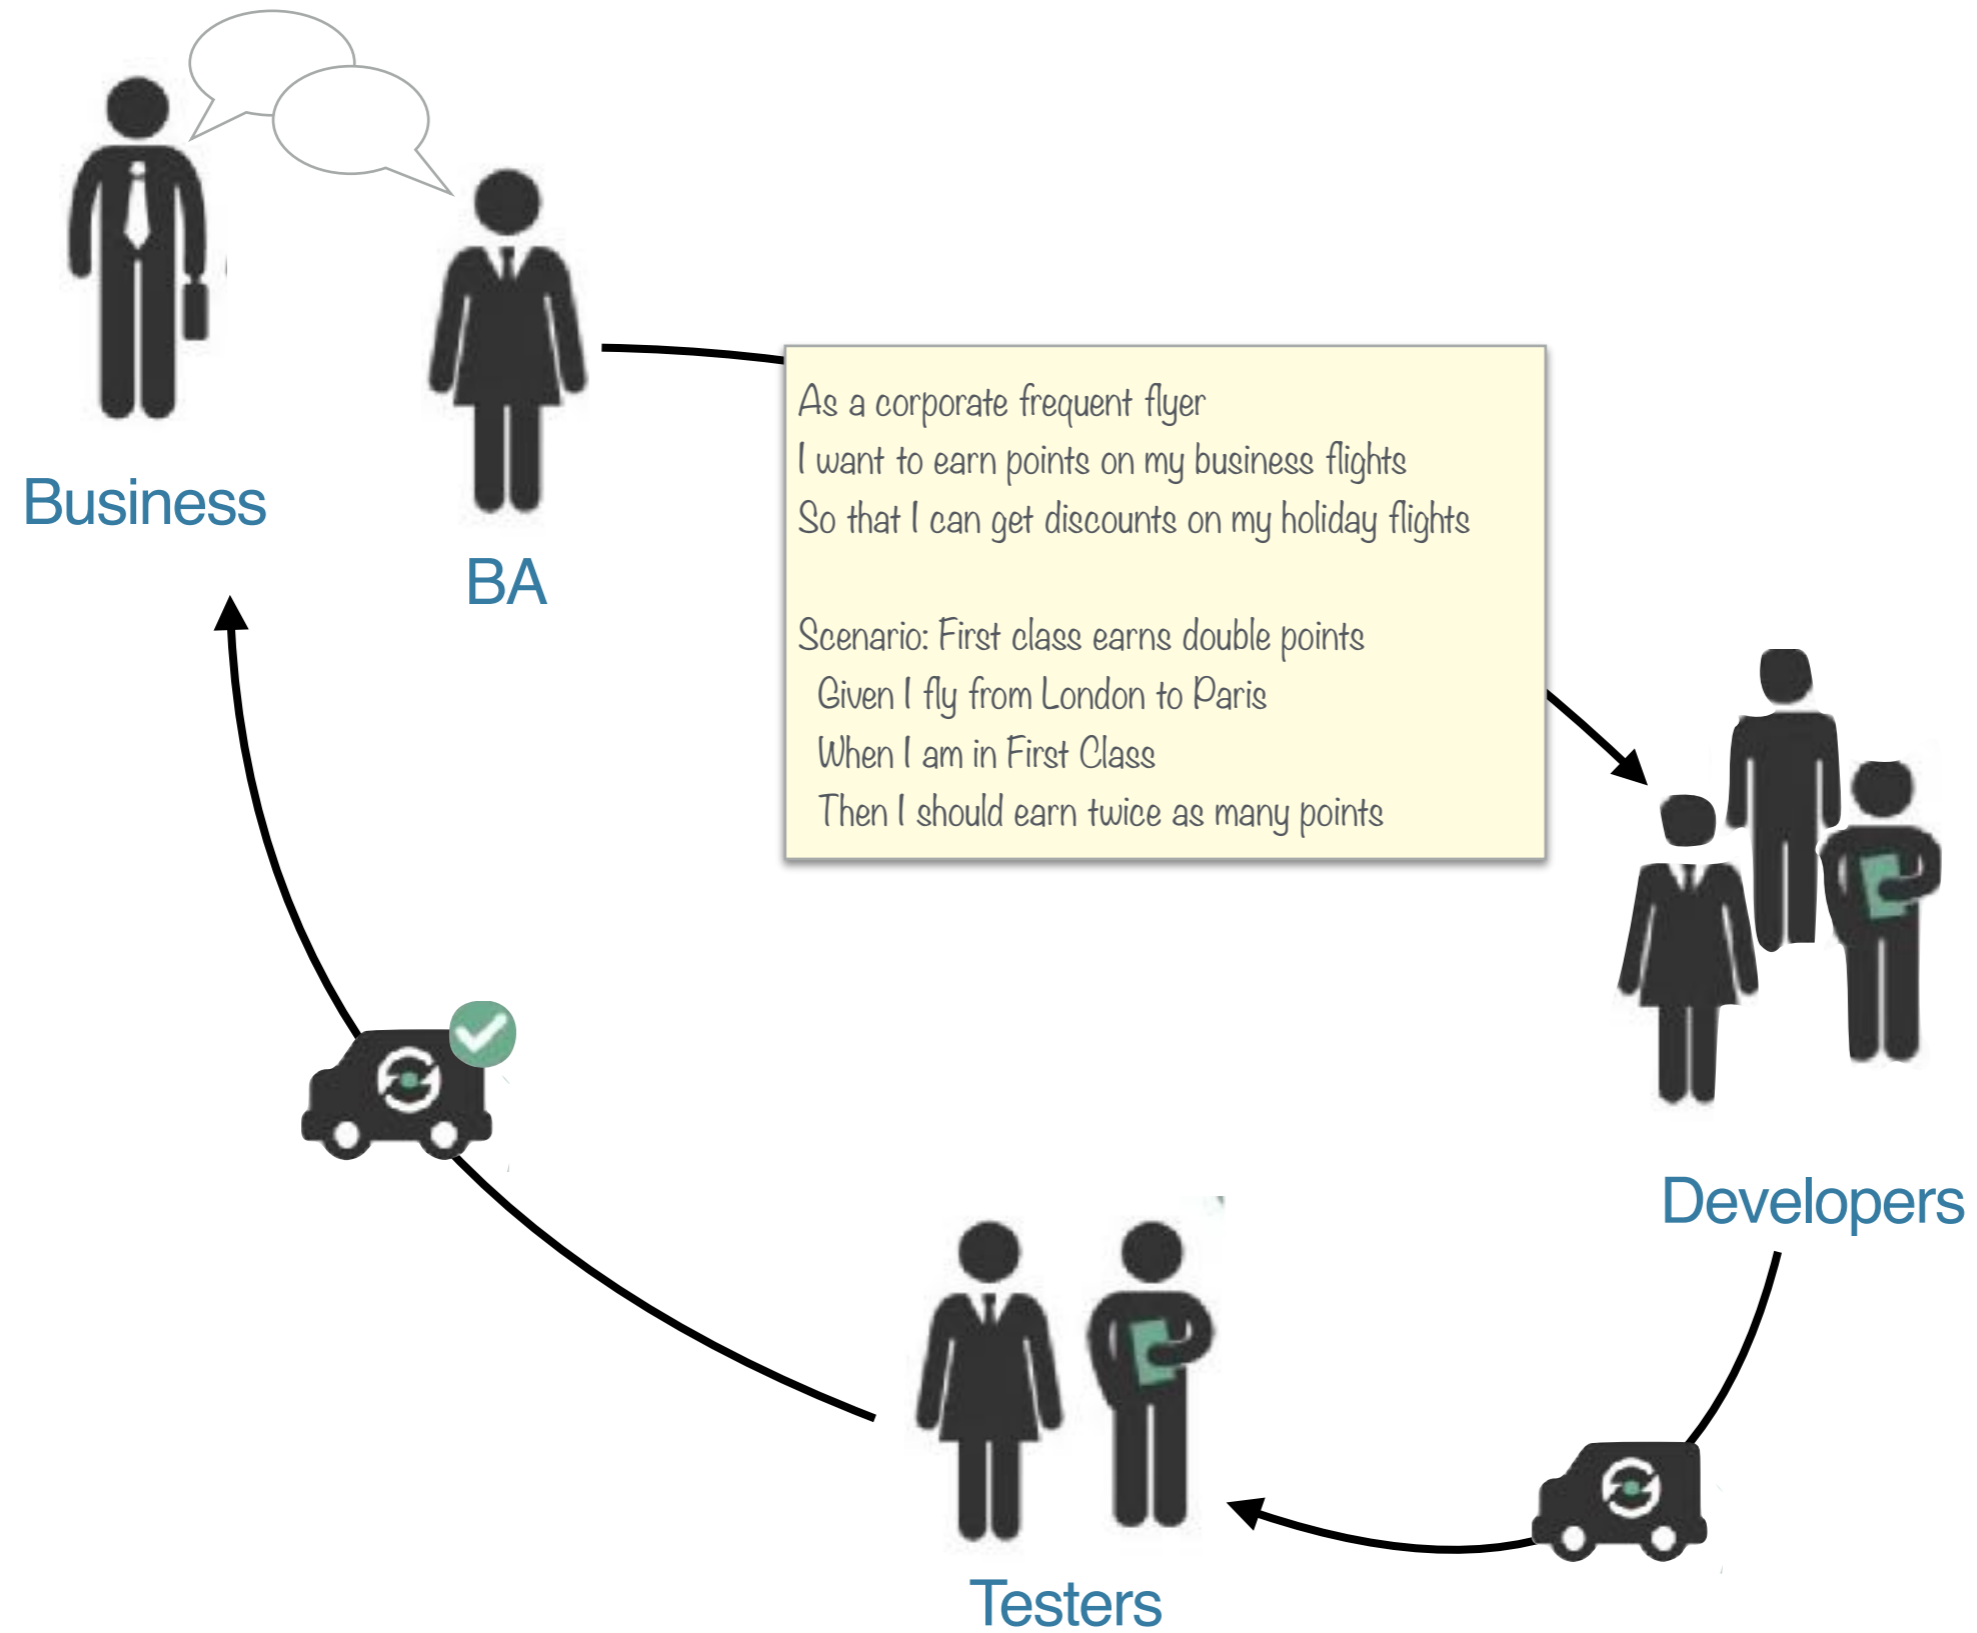 Business
BA
As a corporate frequent flyer
I want to earn points on my business flights
So that I can get discounts on my holiday flights
Scenario: First class earns double points
Given I fly from London to Paris
When I am in First Class
Then I should earn twice as many points
Developers
Testers